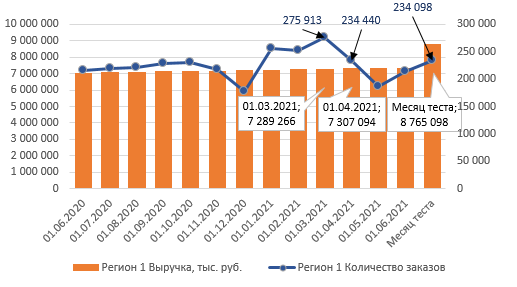 275 913
234 440
234 098
10 000 000
9 000 000
8 000 000
7 000 000
6 000 000
5 000 000
4 000 000
3 000 000
2 000 000
1 000 000
0
300 000
250 000
200 000
150 000
100 000
50 000
0
01.03.2021;
7 289 266
01.04.2021;
7 307 094
Месяц теста;
8 765 098
01.06.2020
01.07.2020
01.08.2020
01.09.2020
01.10.2020
01.11.2020
01.12.2020
01.01.2021
01.02.2021
01.03.2021
01.04.2021
01.05.2021
01.06.2021
Месяц теста
Регион 1 Выручка, тыс. руб.
Регион 1 Количество заказов